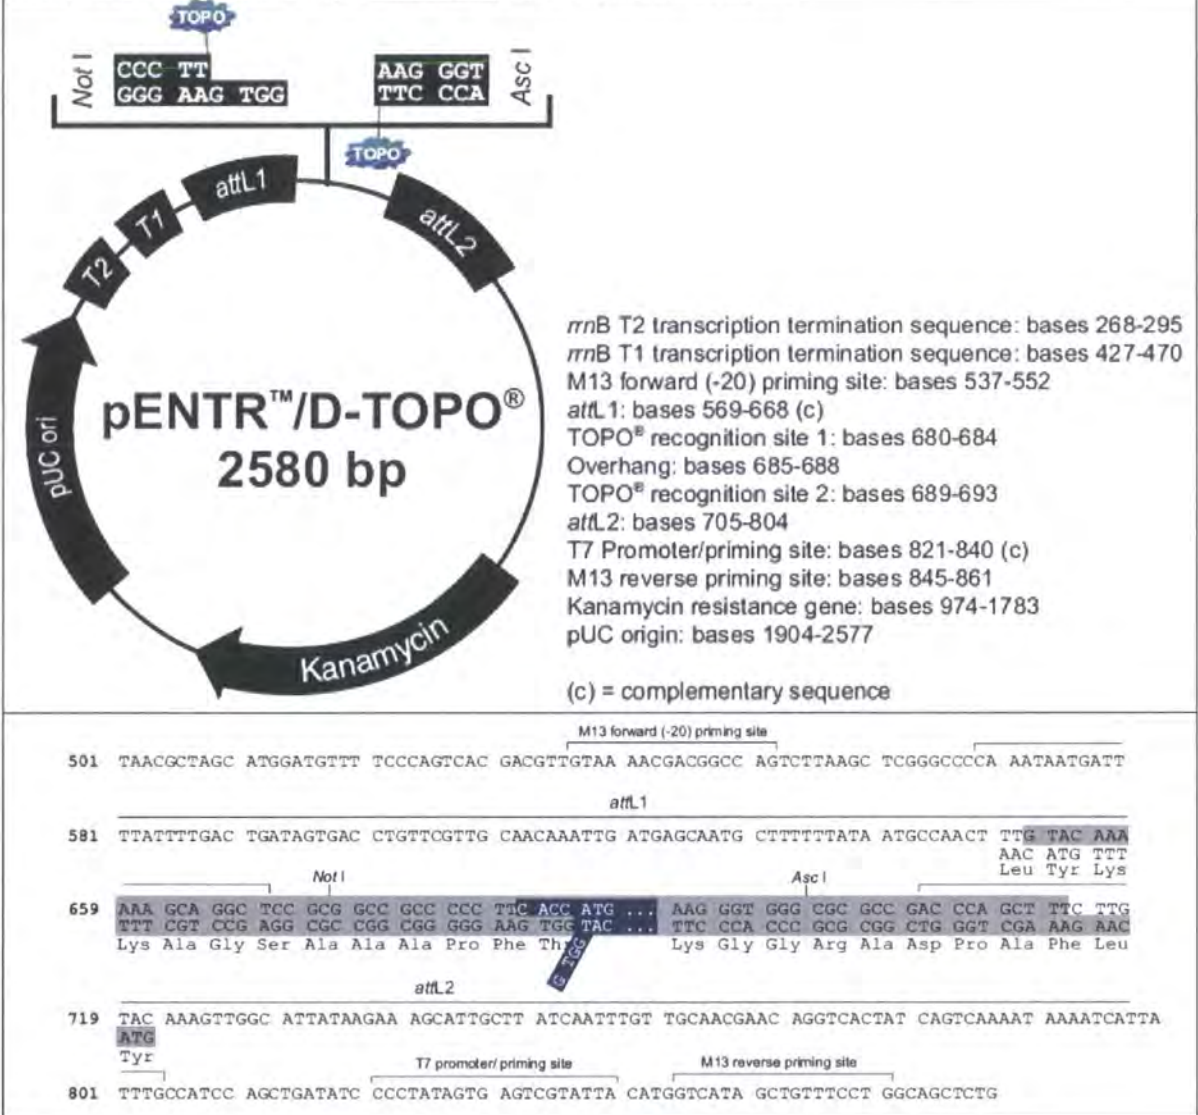 TOPO
Not I
CCC TT
GGG AAG TGG
AAG GGT
TTC CCA
Asc I
TOPO
attL1
T1
T2
attL2
pUC ori
pENTR™/D-TOPO®
2580 bp
Kanamycin
rrnB T2 transcription termination sequence: bases 268-295
rrnB T1 transcription termination sequence: bases 427-470
M13 forward (-20) priming site: bases 537-552
attL1: bases 569-668 (c)
TOPO® recognition site 1: bases 680-684
Overhang: bases 685-688
TOPO® recognition site 2: bases 689-693
attL2: bases 705-804
T7 Promoter/priming site: bases 821-840 (c)
M13 reverse priming site: bases 845-861
Kanamycin resistance gene: bases 974-1783
pUC origin: bases 1904-2577
(c) = complementary sequence
M13 forward (-20) priming site
501 TAACGCTAGC ATGGATGTTT TCCCAGTCAC GACGTTGTAA AACGACGGCC AGTCTTAAGC TCGGGCCCCA AATAATGATT
attL1
581 TTATTTTGAC TGATAGTGAC CTGTTCGTTG CAACAAATTG ATGAGCAATG CTTTTTTATA ATGCCAACT TTG TAC AAA
AAC ATG TTT
Leu Tyr Lys
Not I Asc I
659 AAA GCA GGC TCC GCG GCC GCC CCC TTC ACC ATG ... AAG GGT GGG CGC GCC GAC CCA GCT TTC TTG
TTT CGT CCG AGG CGC CGG CGG GGG AAG TGG TAC ... TTC CCA CCC GCG CGG CTG GGT CGA AAG AAC
Lys Ala Gly Ser Ala Ala Ala Pro Phe Thr Lys Gly Gly Arg Ala Asp Pro Ala Phe Leu
G TGG
attL2
719 TAC AAAGTTGGC ATTATAAGAA AGCATTGCTT ATCAATTTGT TGCAACGAAC AGGTCACTAT CAGTCAAAAT AAAATCATTA
ATG
Tyr
T7 promoter/ priming site M13 reverse priming site
801 TTTGCCATCC AGCTGATATC CCCTATAGTG AGTCGTATTA CATGGTCATA GCTGTTTCCT GGCAGCTCTG